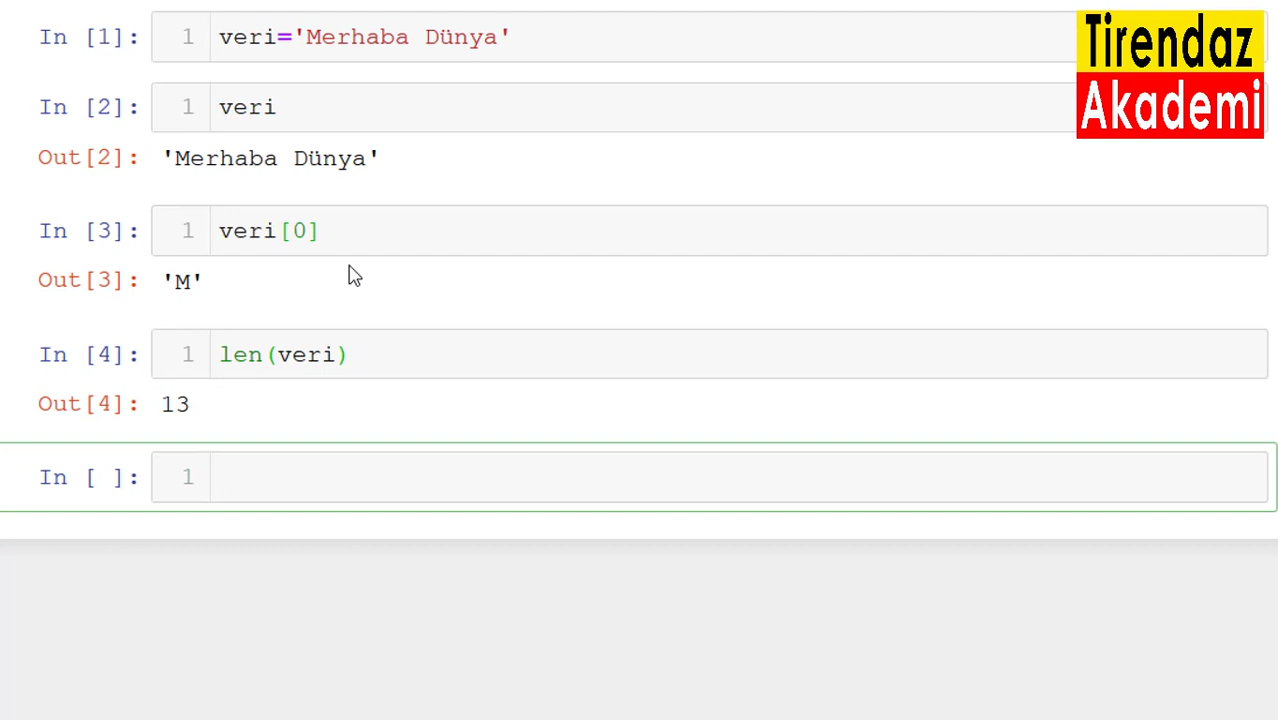 In [1]: 1 veri='Merhaba Dünya'
Tirendaz
Akademi
In [2]: 1 veri
Out[2]: 'Merhaba Dünya'
In [3]: 1 veri[0]
Out[3]: 'M'
In [4]: 1 len(veri)
Out[4]: 13
In [ ]: 1